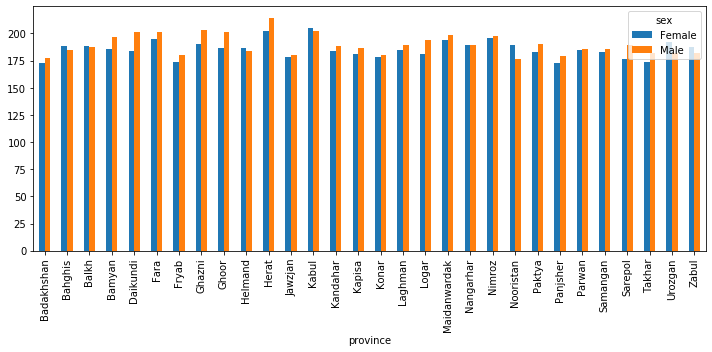 sex
Female
Male
200
175
150
125
100
75
50
25
0
Badakhshan
Bahghis
Balkh
Bamyan
Daikundi
Fara
Fryab
Ghazni
Ghoor
Helmand
Herat
Jawzjan
Kabul
Kandahar
Kapisa
Konar
Laghman
Logar
Maidanwardak
Nangarhar
Nimroz
Nooristan
Paktya
Panjsher
Parwan
Samangan
Sarepol
Takhar
Urozgan
Zabul
province